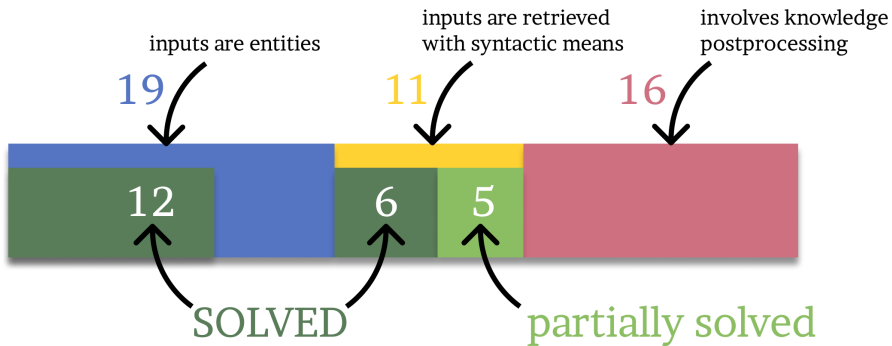 inputs are entities
inputs are retrieved
with syntactic means
involves knowledge
postprocessing
19
11
16
12
6
5
SOLVED
partially solved